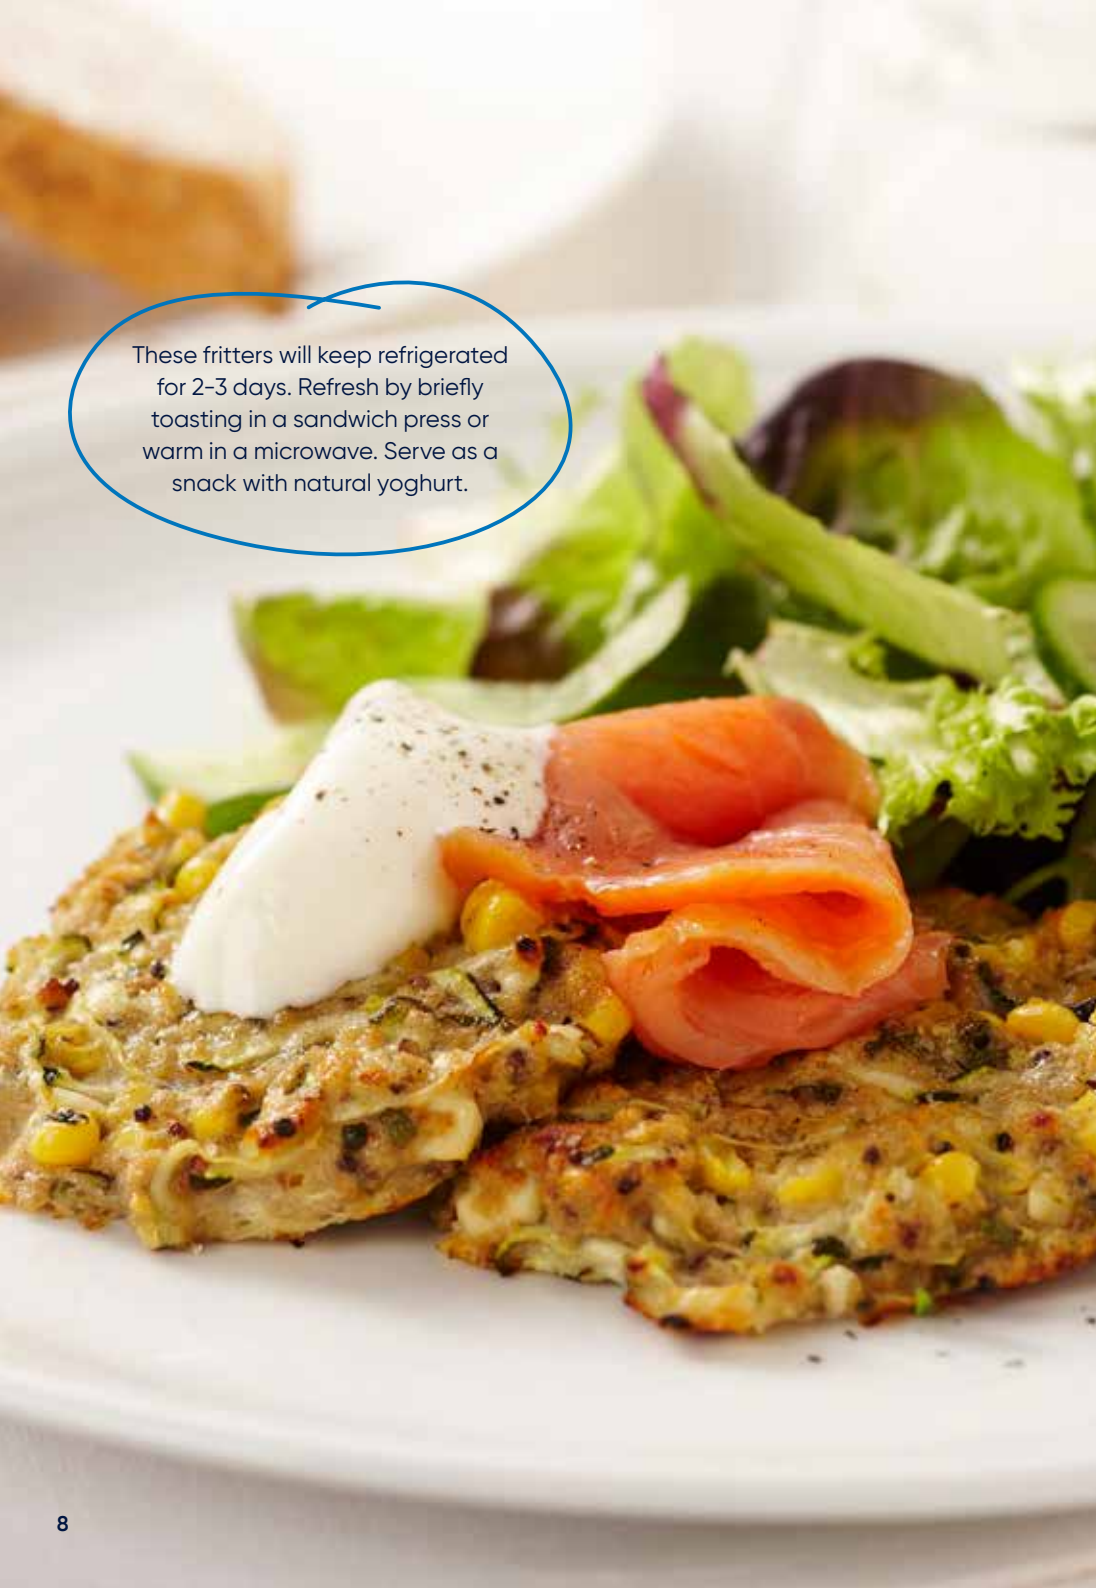 These fritters will keep refrigerated
for 2-3 days. Refresh by briefly
toasting in a sandwich press or
warm in a microwave. Serve as a
snack with natural yoghurt.
8